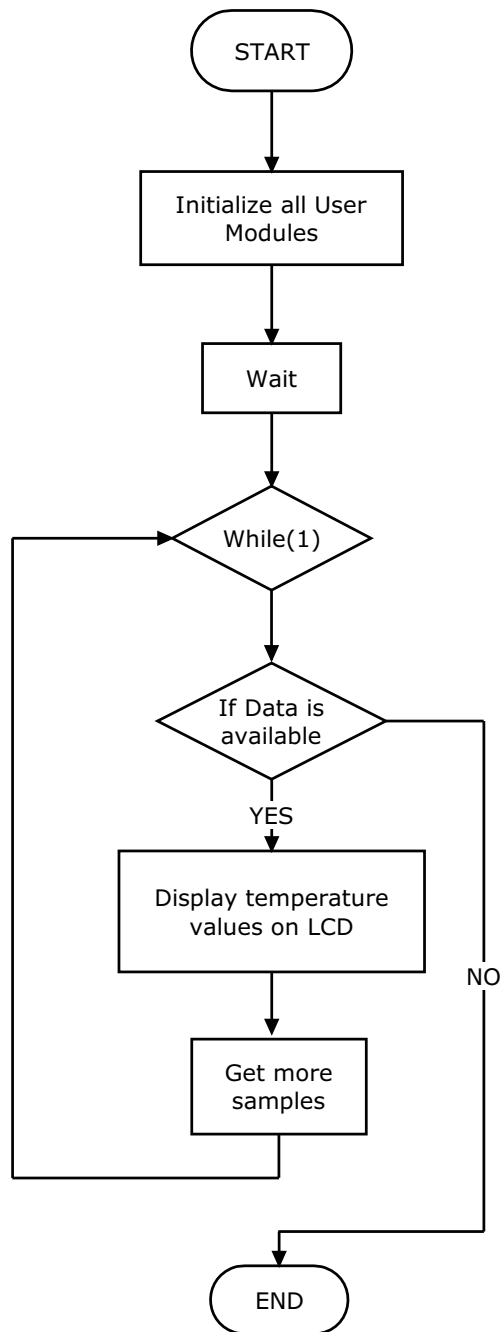 START
Initialize all User
Modules
Wait
While(1)
If Data is
available
YES
Display temperature
values on LCD
NO
Get more
samples
END